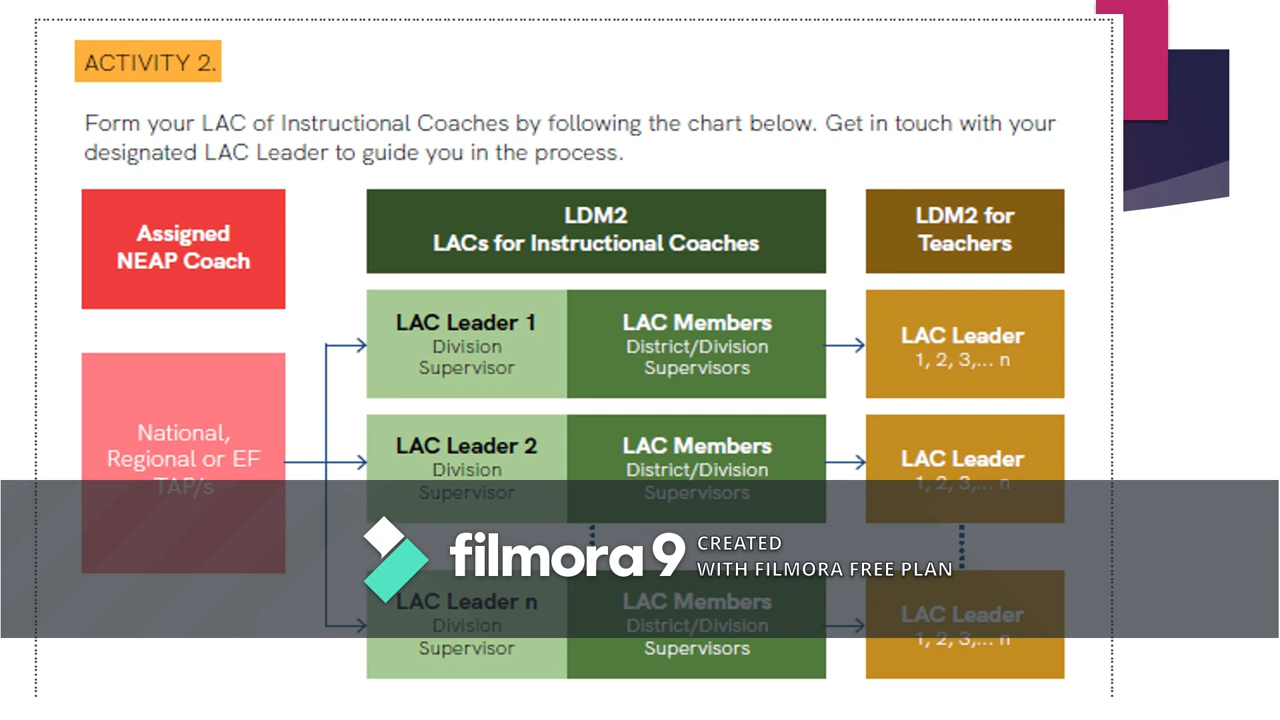 ACTIVITY 2.
Form your LAC of Instructional Coaches by following the chart below. Get in touch with your
designated LAC Leader to guide you in the process.
Assigned
NEAP Coach
National,
Regional or EF
TAP/s
LDM2
LACs for Instructional Coaches
LDM2 for
Teachers
LAC Leader 1
Division
Supervisor
LAC Members
District/Division
Supervisors
LAC Leader
1, 2, 3,... n
LAC Leader 2
Division
Supervisor
LAC Members
District/Division
Supervisors
LAC Leader
1, 2, 3,... n
filmora9
CREATED
WITH FILMORA FREE PLAN
LAC Leader n
Division
Supervisor
LAC Members
District/Division
Supervisors
LAC Leader
1, 2, 3,... n